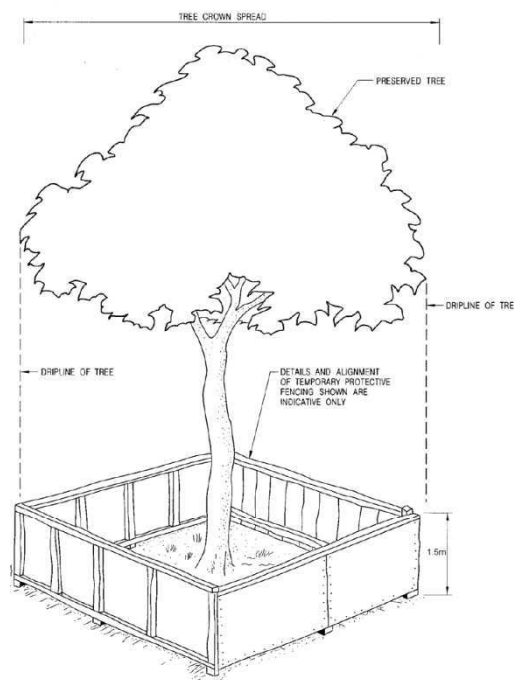 TREE CROWN SPREAD
PRESERVED TREE
DRIPLINE OF TRE
DRIPLINE OF TREE
DETAILS AND ALIGNMENT
OF TEMPORARY PROTECTIVE
FENCING SHOWN ARE
INDICATIVE ONLY
1.5m